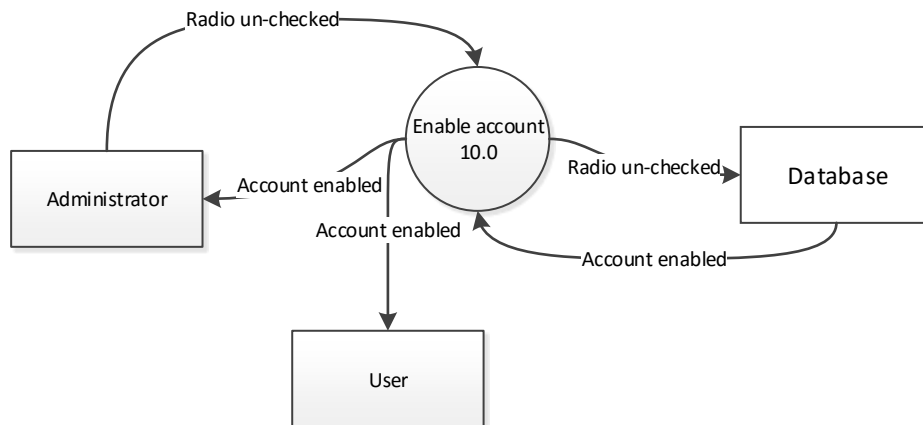 Radio un-checked
Enable account
10.0
Radio un-checked
Database
Administrator
Account enabled
Account enabled
Account enabled
User